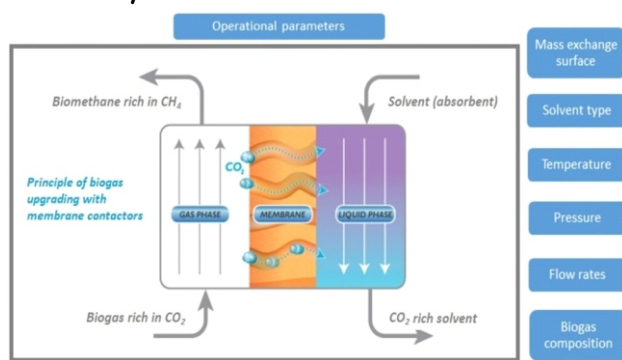 Operational parameters
Mass exchange
surface
Solvent type
Temperature
Pressure
Flow rates
Biogas
composition
Biomethane rich in CH₄
Solvent (absorbent)
CO₂
Principle of biogas
upgrading with
membrane contactors
GAS PHASE
MEMBRANE
LIQUID PHASE
Biogas rich in CO₂
CO₂ rich solvent